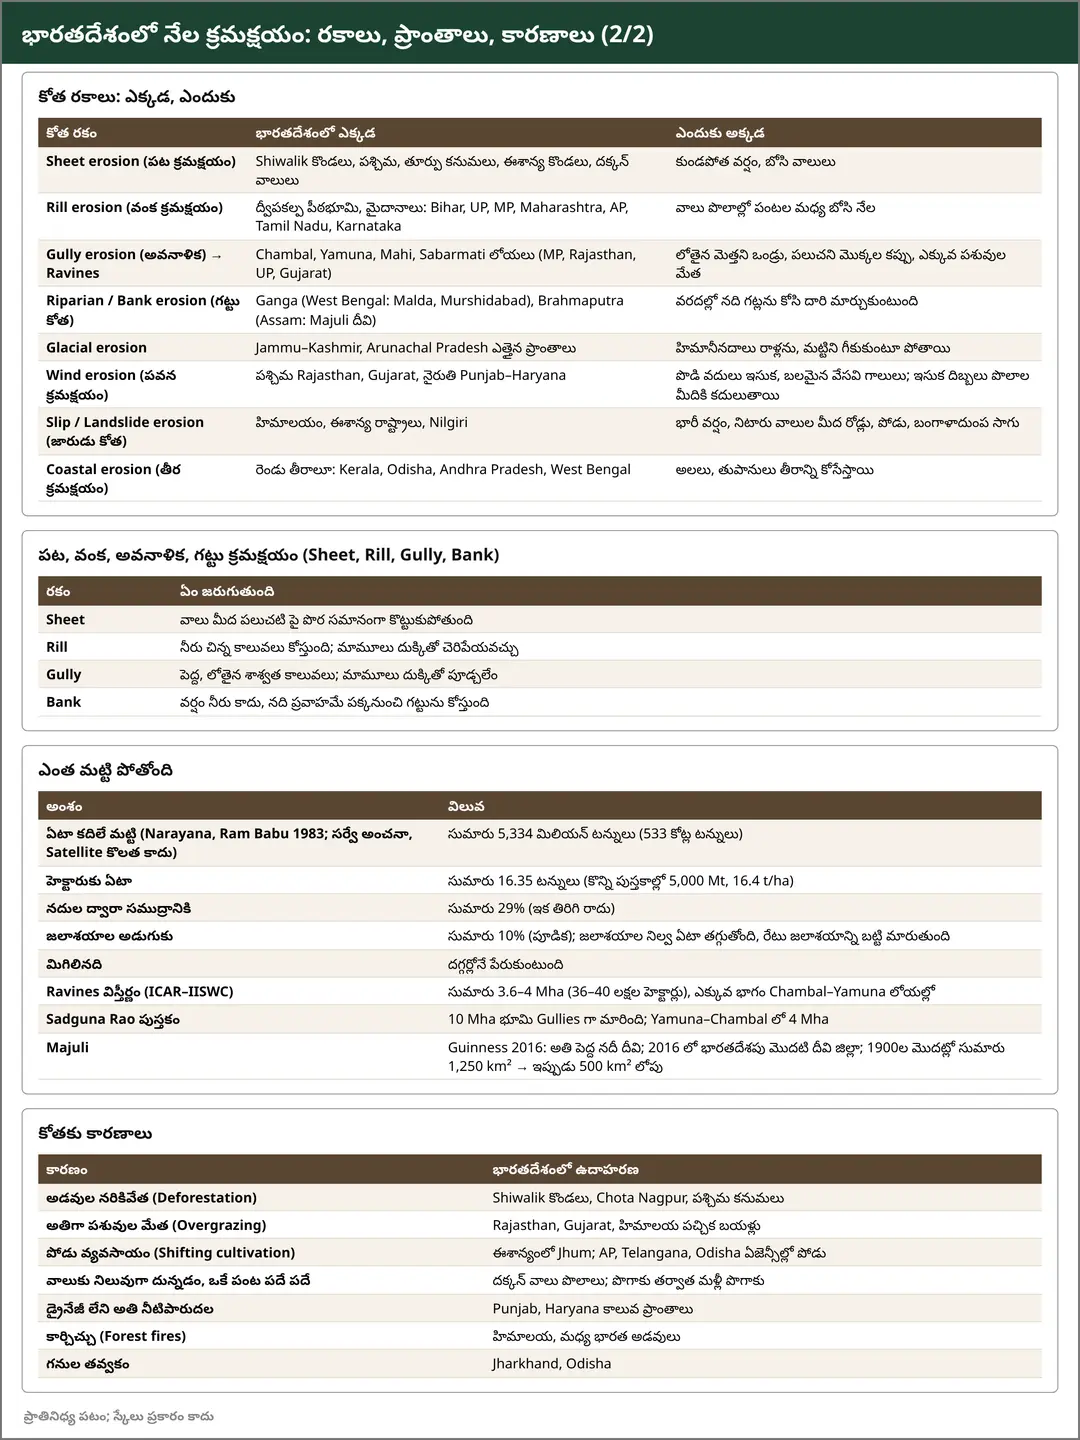 భారతదేశంలో నేల క్రమక్షయం: రకాలు, ప్రాంతాలు, కారణాలు (2/2)
కోత రకాలు: ఎక్కడ, ఎందుకు
కోత రకం భారతదేశంలో ఎక్కడ ఎందుకు అక్కడ
Sheet erosion (పట క్రమక్షయం) Shiwalik కొండలు, పశ్చిమ, తూర్పు కనుమలు, ఈశాన్య కొండలు, దక్కన్ కుండపోత వర్షం, బోసి వాలులు
వాలులు
Rill erosion (వంక క్రమక్షయం) ద్వీపకల్ప పీఠభూమి, మైదానాలు: Bihar, UP, MP, Maharashtra, AP, వాలు పొలాల్లో పంటల మధ్య బోసి నేల
Tamil Nadu, Karnataka
Gully erosion (అవనాళిక) → Chambal, Yamuna, Mahi, Sabarmati లోయలు (MP, Rajasthan, లోతైన మెత్తని ఒండ్రు, పలుచని మొక్కల కప్పు, ఎక్కువ పశువుల
Ravines UP, Gujarat) మేత
Riparian / Bank erosion (గట్టు Ganga (West Bengal: Malda, Murshidabad), Brahmaputra వరదల్లో నది గట్లను కోసి దారి మార్చుకుంటుంది
కోత) (Assam: Majuli దీవి)
Glacial erosion Jammu–Kashmir, Arunachal Pradesh ఎత్తైన ప్రాంతాలు హిమానీనదాలు రాళ్లను, మట్టిని గీకుకుంటూ పోతాయి
Wind erosion (పవన పశ్చిమ Rajasthan, Gujarat, నైరుతి Punjab–Haryana పొడి వదులు ఇసుక, బలమైన వేసవి గాలులు; ఇసుక దిబ్బలు పొలాల
క్రమక్షయం) మీదికి కదులుతాయి
Slip / Landslide erosion హిమాలయం, ఈశాన్య రాష్ట్రాలు, Nilgiri భారీ వర్షం, నిటారు వాలుల మీద రోడ్లు, పోడు, బంగాళాదుంప సాగు
(జారుడు కోత)
Coastal erosion (తీర రెండు తీరాలూ: Kerala, Odisha, Andhra Pradesh, West Bengal అలలు, తుపానులు తీరాన్ని కోసేస్తాయి
క్రమక్షయం)
పట, వంక, అవనాళిక, గట్టు క్రమక్షయం (Sheet, Rill, Gully, Bank)
రకం ఏం జరుగుతుంది
Sheet వాలు మీద పలుచటి పై పొర సమానంగా కొట్టుకుపోతుంది
Rill నీరు చిన్న కాలువలు కోస్తుంది; మామూలు దుక్కితో చెరిపేయవచ్చు
Gully పెద్ద, లోతైన శాశ్వత కాలువలు; మామూలు దుక్కితో పూడ్చలేం
Bank వర్షం నీరు కాదు, నది ప్రవాహమే పక్కనుంచి గట్టును కోస్తుంది
ఎంత మట్టి పోతోంది
అంశం విలువ
ఏటా కదిలే మట్టి (Narayana, Ram Babu 1983; సర్వే అంచనా, సుమారు 5,334 మిలియన్ టన్నులు (533 కోట్ల టన్నులు)
Satellite కొలత కాదు)
హెక్టారుకు ఏటా సుమారు 16.35 టన్నులు (కొన్ని పుస్తకాల్లో 5,000 Mt, 16.4 t/ha)
నదుల ద్వారా సముద్రానికి సుమారు 29% (ఇక తిరిగి రాదు)
జలాశయాల అడుగుకు సుమారు 10% (పూడిక); జలాశయాల నిల్వ ఏటా తగ్గుతోంది, రేటు జలాశయాన్ని బట్టి మారుతుంది
మిగిలినది దగ్గర్లోనే పేరుకుంటుంది
Ravines విస్తీర్ణం (ICAR–IISWC) సుమారు 3.6–4 Mha (36–40 లక్షల హెక్టార్లు), ఎక్కువ భాగం Chambal–Yamuna లోయల్లో
Sadguna Rao పుస్తకం 10 Mha భూమి Gullies గా మారింది; Yamuna–Chambal లో 4 Mha
Majuli Guinness 2016: అతి పెద్ద నదీ దీవి; 2016 లో భారతదేశపు మొదటి దీవి జిల్లా; 1900ల మొదట్లో సుమారు
1,250 km² → ఇప్పుడు 500 km² లోపు
కోతకు కారణాలు
కారణం భారతదేశంలో ఉదాహరణ
అడవుల నరికివేత (Deforestation) Shiwalik కొండలు, Chota Nagpur, పశ్చిమ కనుమలు
అతిగా పశువుల మేత (Overgrazing) Rajasthan, Gujarat, హిమాలయ పచ్చిక బయళ్లు
పోడు వ్యవసాయం (Shifting cultivation) ఈశాన్యంలో Jhum; AP, Telangana, Odisha ఏజెన్సీల్లో పోడు
వాలుకు నిలువుగా దున్నడం, ఒకే పంట పదే పదే దక్కన్ వాలు పొలాలు; పొగాకు తర్వాత మళ్లీ పొగాకు
డ్రైనేజీ లేని అతి నీటిపారుదల Punjab, Haryana కాలువ ప్రాంతాలు
కార్చిచ్చు (Forest fires) హిమాలయ, మధ్య భారత అడవులు
గనుల తవ్వకం Jharkhand, Odisha
ప్రాతినిధ్య పటం; స్కేలు ప్రకారం కాదు